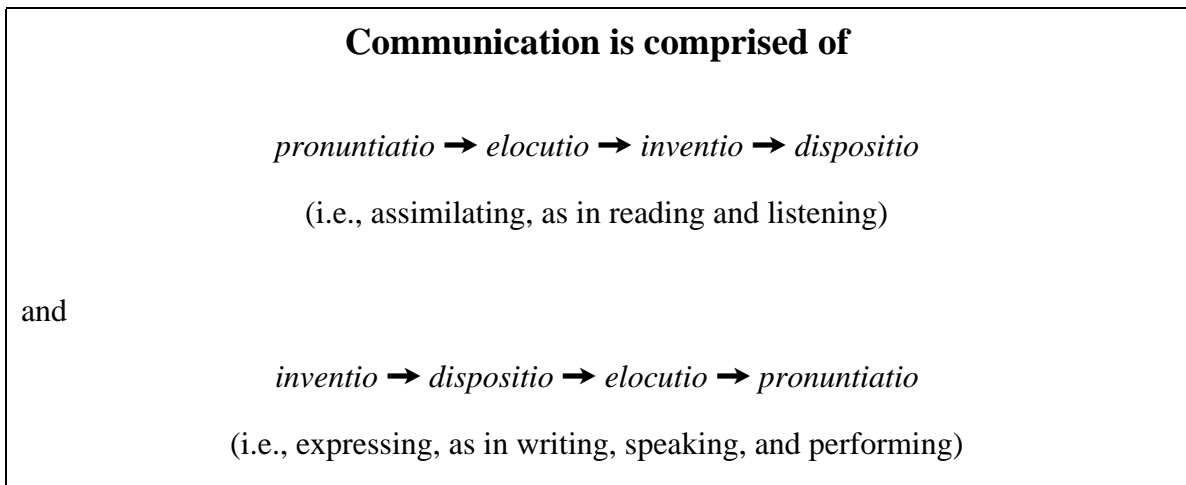 Communication is comprised of
pronuntiatio ➞ elocutio ➞ inventio ➞ dispositio
(i.e., assimilating, as in reading and listening)
and
inventio ➞ dispositio ➞ elocutio ➞ pronuntiatio
(i.e., expressing, as in writing, speaking, and performing)